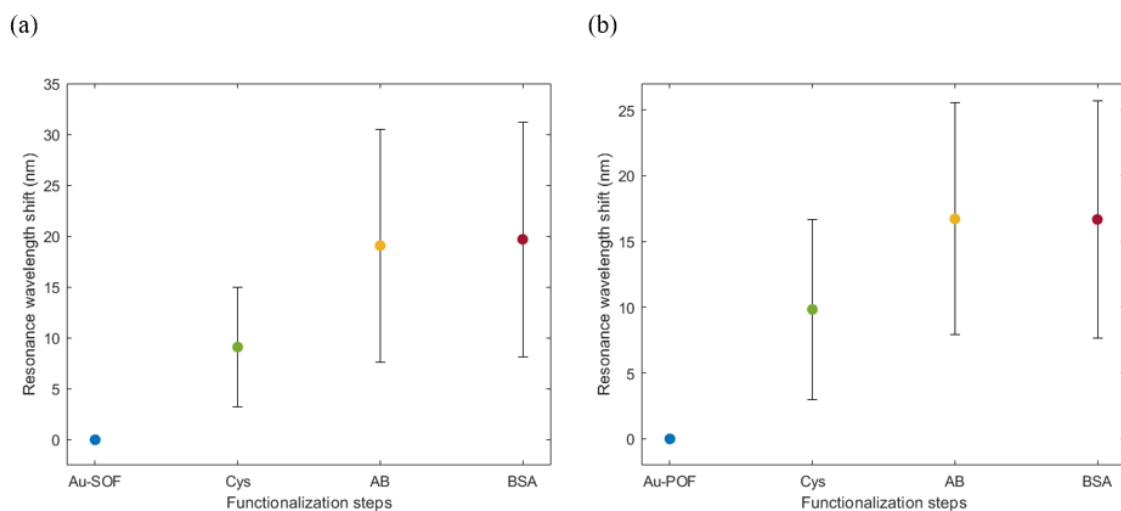 (a)
(b)
Resonance wavelength shift (nm)
35
30
25
20
15
10
5
0
Au-SOF Cys AB BSA
Functionalization steps
Resonance wavelength shift (nm)
25
20
15
10
5
0
Au-POF Cys AB BSA
Functionalization steps